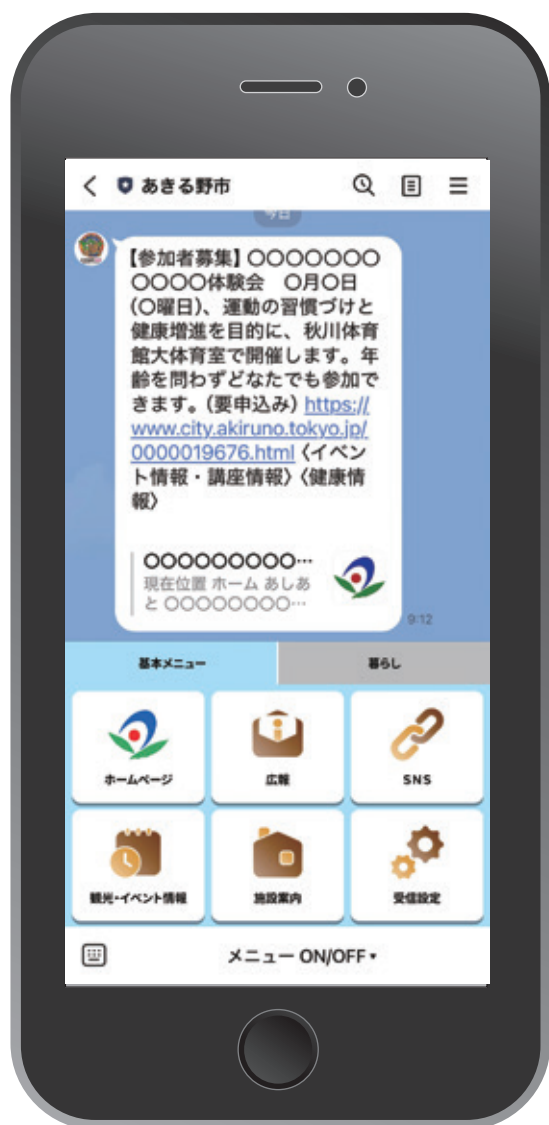 あきる野市
今日
【参加者募集】〇〇〇〇〇〇〇
〇〇〇〇体験会　〇月〇日
(〇曜日)、運動の習慣づけと
健康増進を目的に、秋川体育
館大体育室で開催します。年
齢を問わずどなたでも参加で
きます。(要申込み) https://
www.city.akiruno.tokyo.jp/
0000019676.html〈イベン
ト情報・講座情報〉〈健康情
報〉
〇〇〇〇〇〇〇〇〇〇…
現在位置 ホーム あしあ
と 〇〇〇〇〇〇〇〇…
9:12
基本メニュー
暮らし
ホームページ
広報
SNS
観光・イベント情報
施設案内
受信設定
メニュー ON/OFF▾